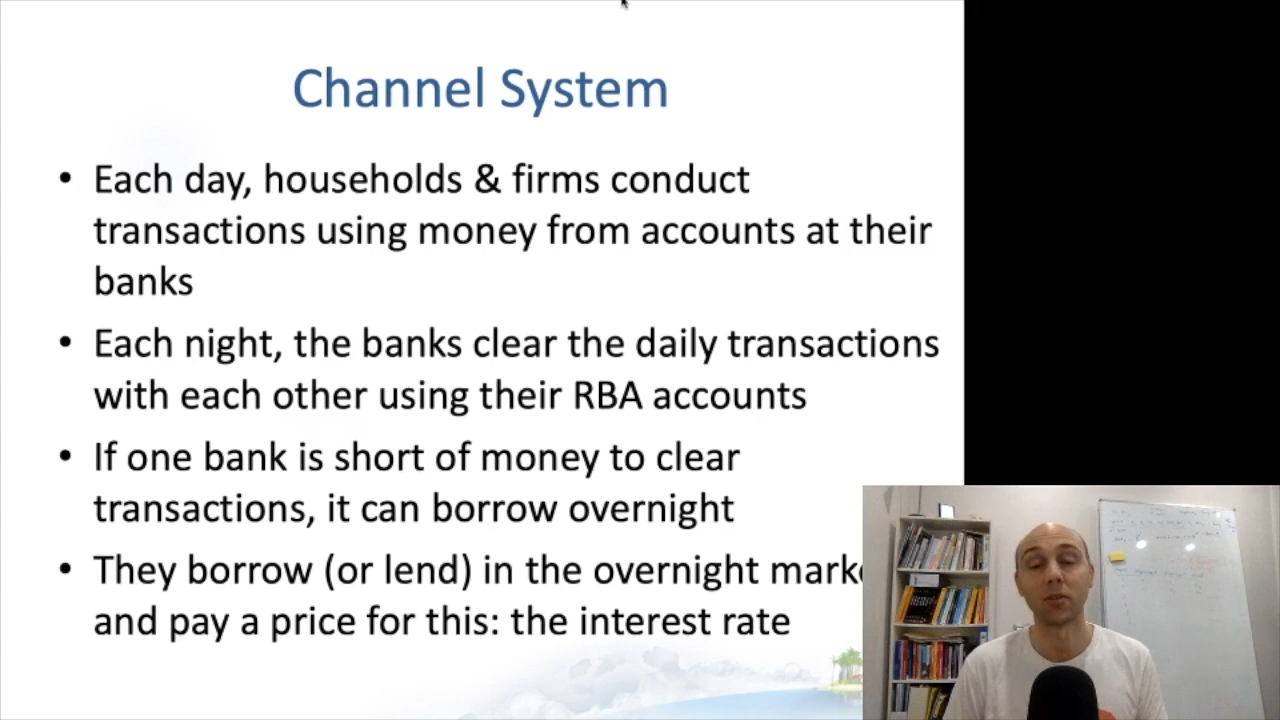 Channel System
• Each day, households & firms conduct
transactions using money from accounts at their
banks
• Each night, the banks clear the daily transactions
with each other using their RBA accounts
• If one bank is short of money to clear
transactions, it can borrow overnight
• They borrow (or lend) in the overnight
and pay a price for this: the interest rate